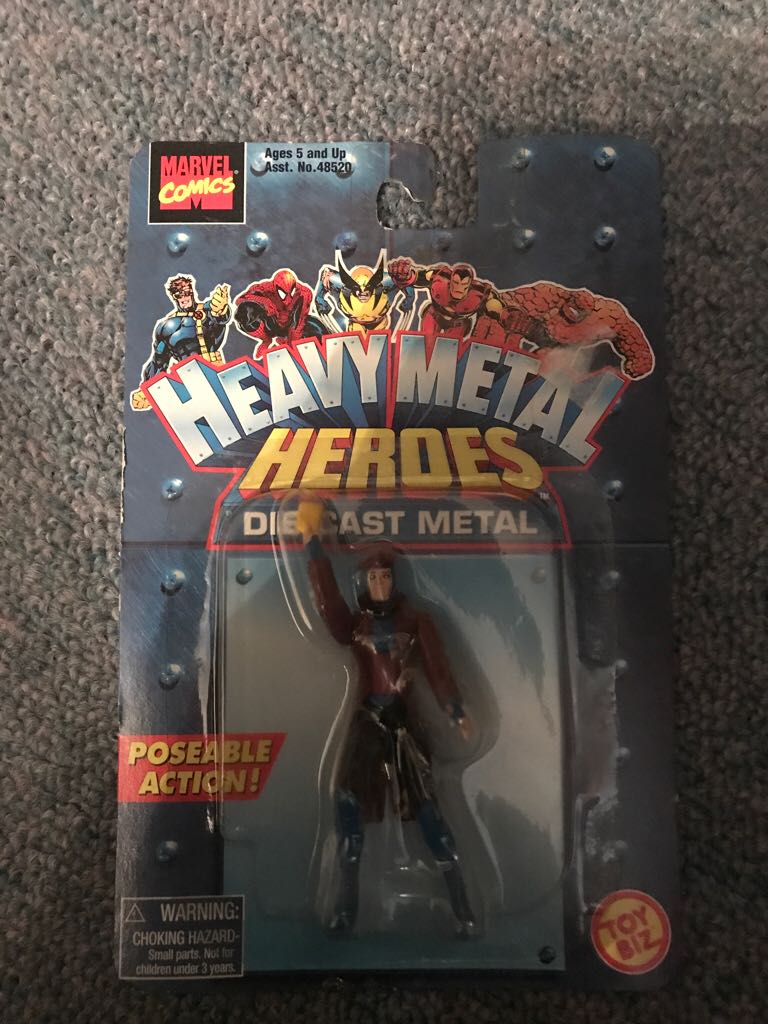 MARVEL®
COMICS
M
Ages 5 and Up
Asst. No.48520
HEAVY METAL
HEROES
™
DIE CAST METAL
POSEABLE
ACTION!
WARNING:
CHOKING HAZARD-
Small parts. Not for
children under 3 years.
TOY
BIZ